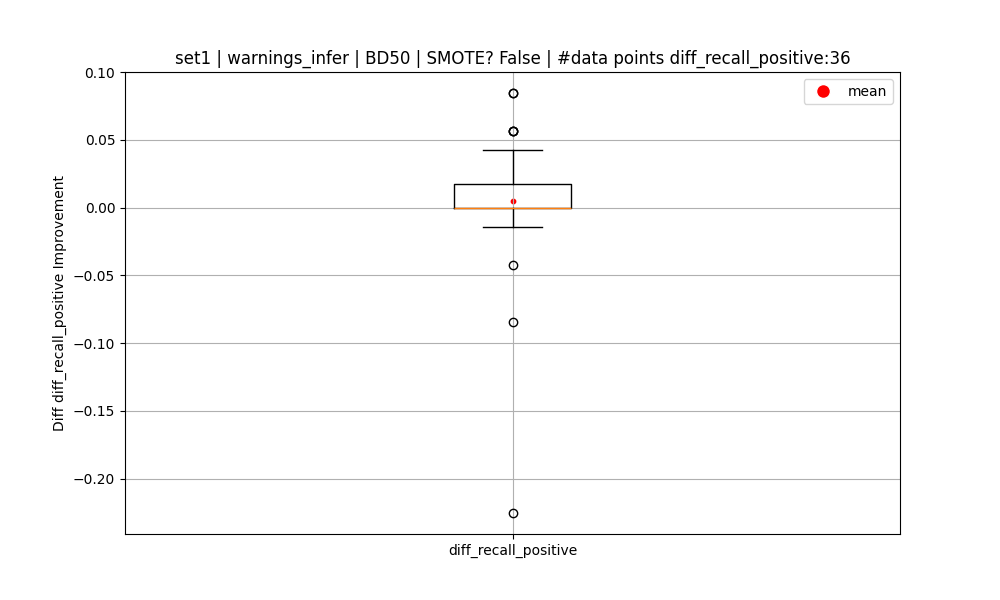 set1 | warnings_infer | BD50 | SMOTE? False | #data points diff_recall_positive:36
mean
0.10
0.05
0.00
−0.05
−0.10
−0.15
−0.20
Diff diff_recall_positive Improvement
diff_recall_positive